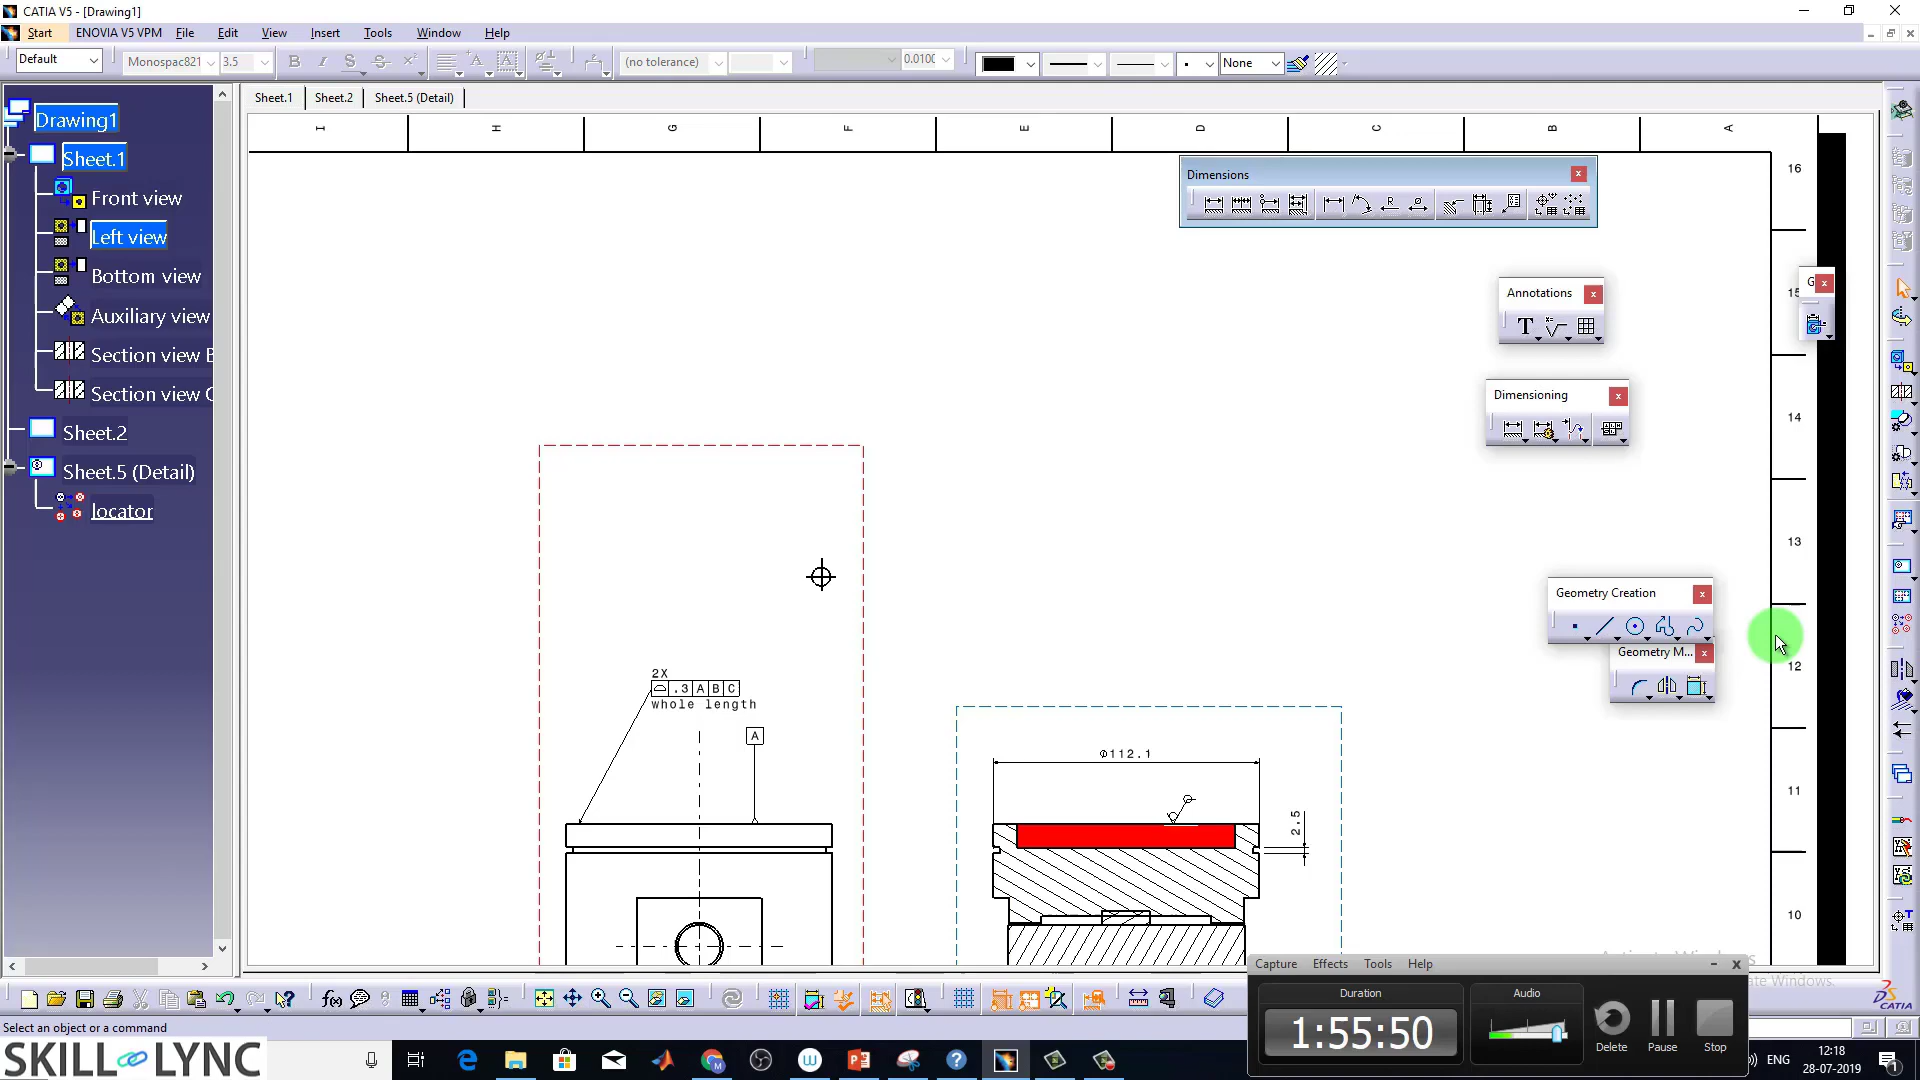 CATIA V5 - [Drawing1]
Start ENOVIA V5 VPM File Edit View Insert Tools Window Help
Default Monospac821 3.5 (no tolerance) 0.010 None
Sheet.1 Sheet.2 Sheet.5 (Detail)
Drawing1
Sheet.1
Front view
Left view
Bottom view
Auxiliary view
Section view B
Section view C
Sheet.2
Sheet.5 (Detail)
locator
I H G F E D C B A
16
15
14
13
12
11
10
Dimensions
Annotations
G
Dimensioning
Geometry Creation
Geometry M...
2X
.3 A B C
whole length
A
Φ112.1
2.5
Capture Effects Tools Help
Duration
1:55:50
Audio
Delete Pause Stop
Select an object or a command
SKILL LYNC
CATIA
ENG
12:18
28-07-2019
1